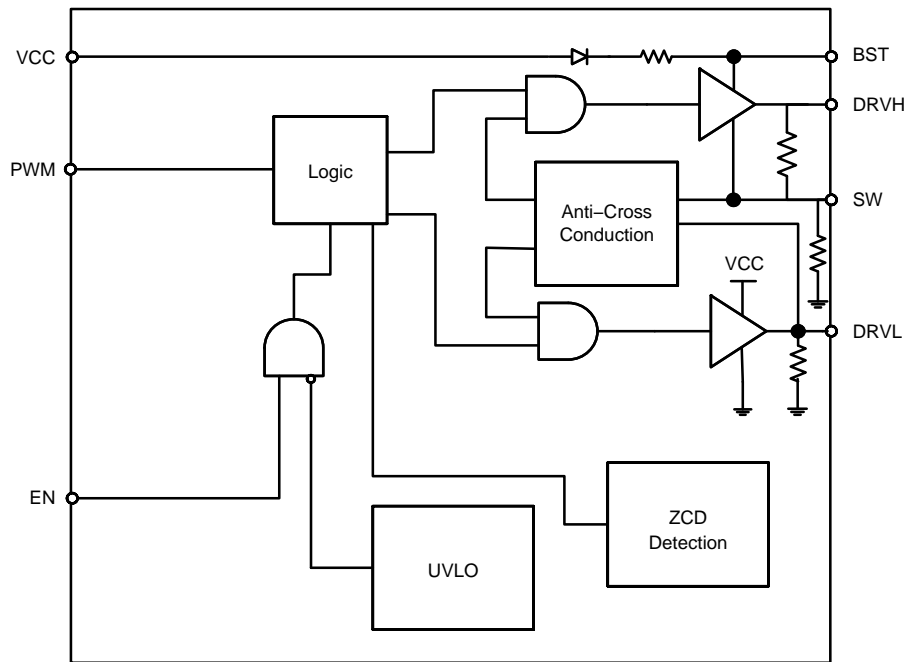 VCC
BST
DRVH
PWM
Logic
SW
Anti−Cross
Conduction
VCC
DRVL
EN
ZCD
Detection
UVLO